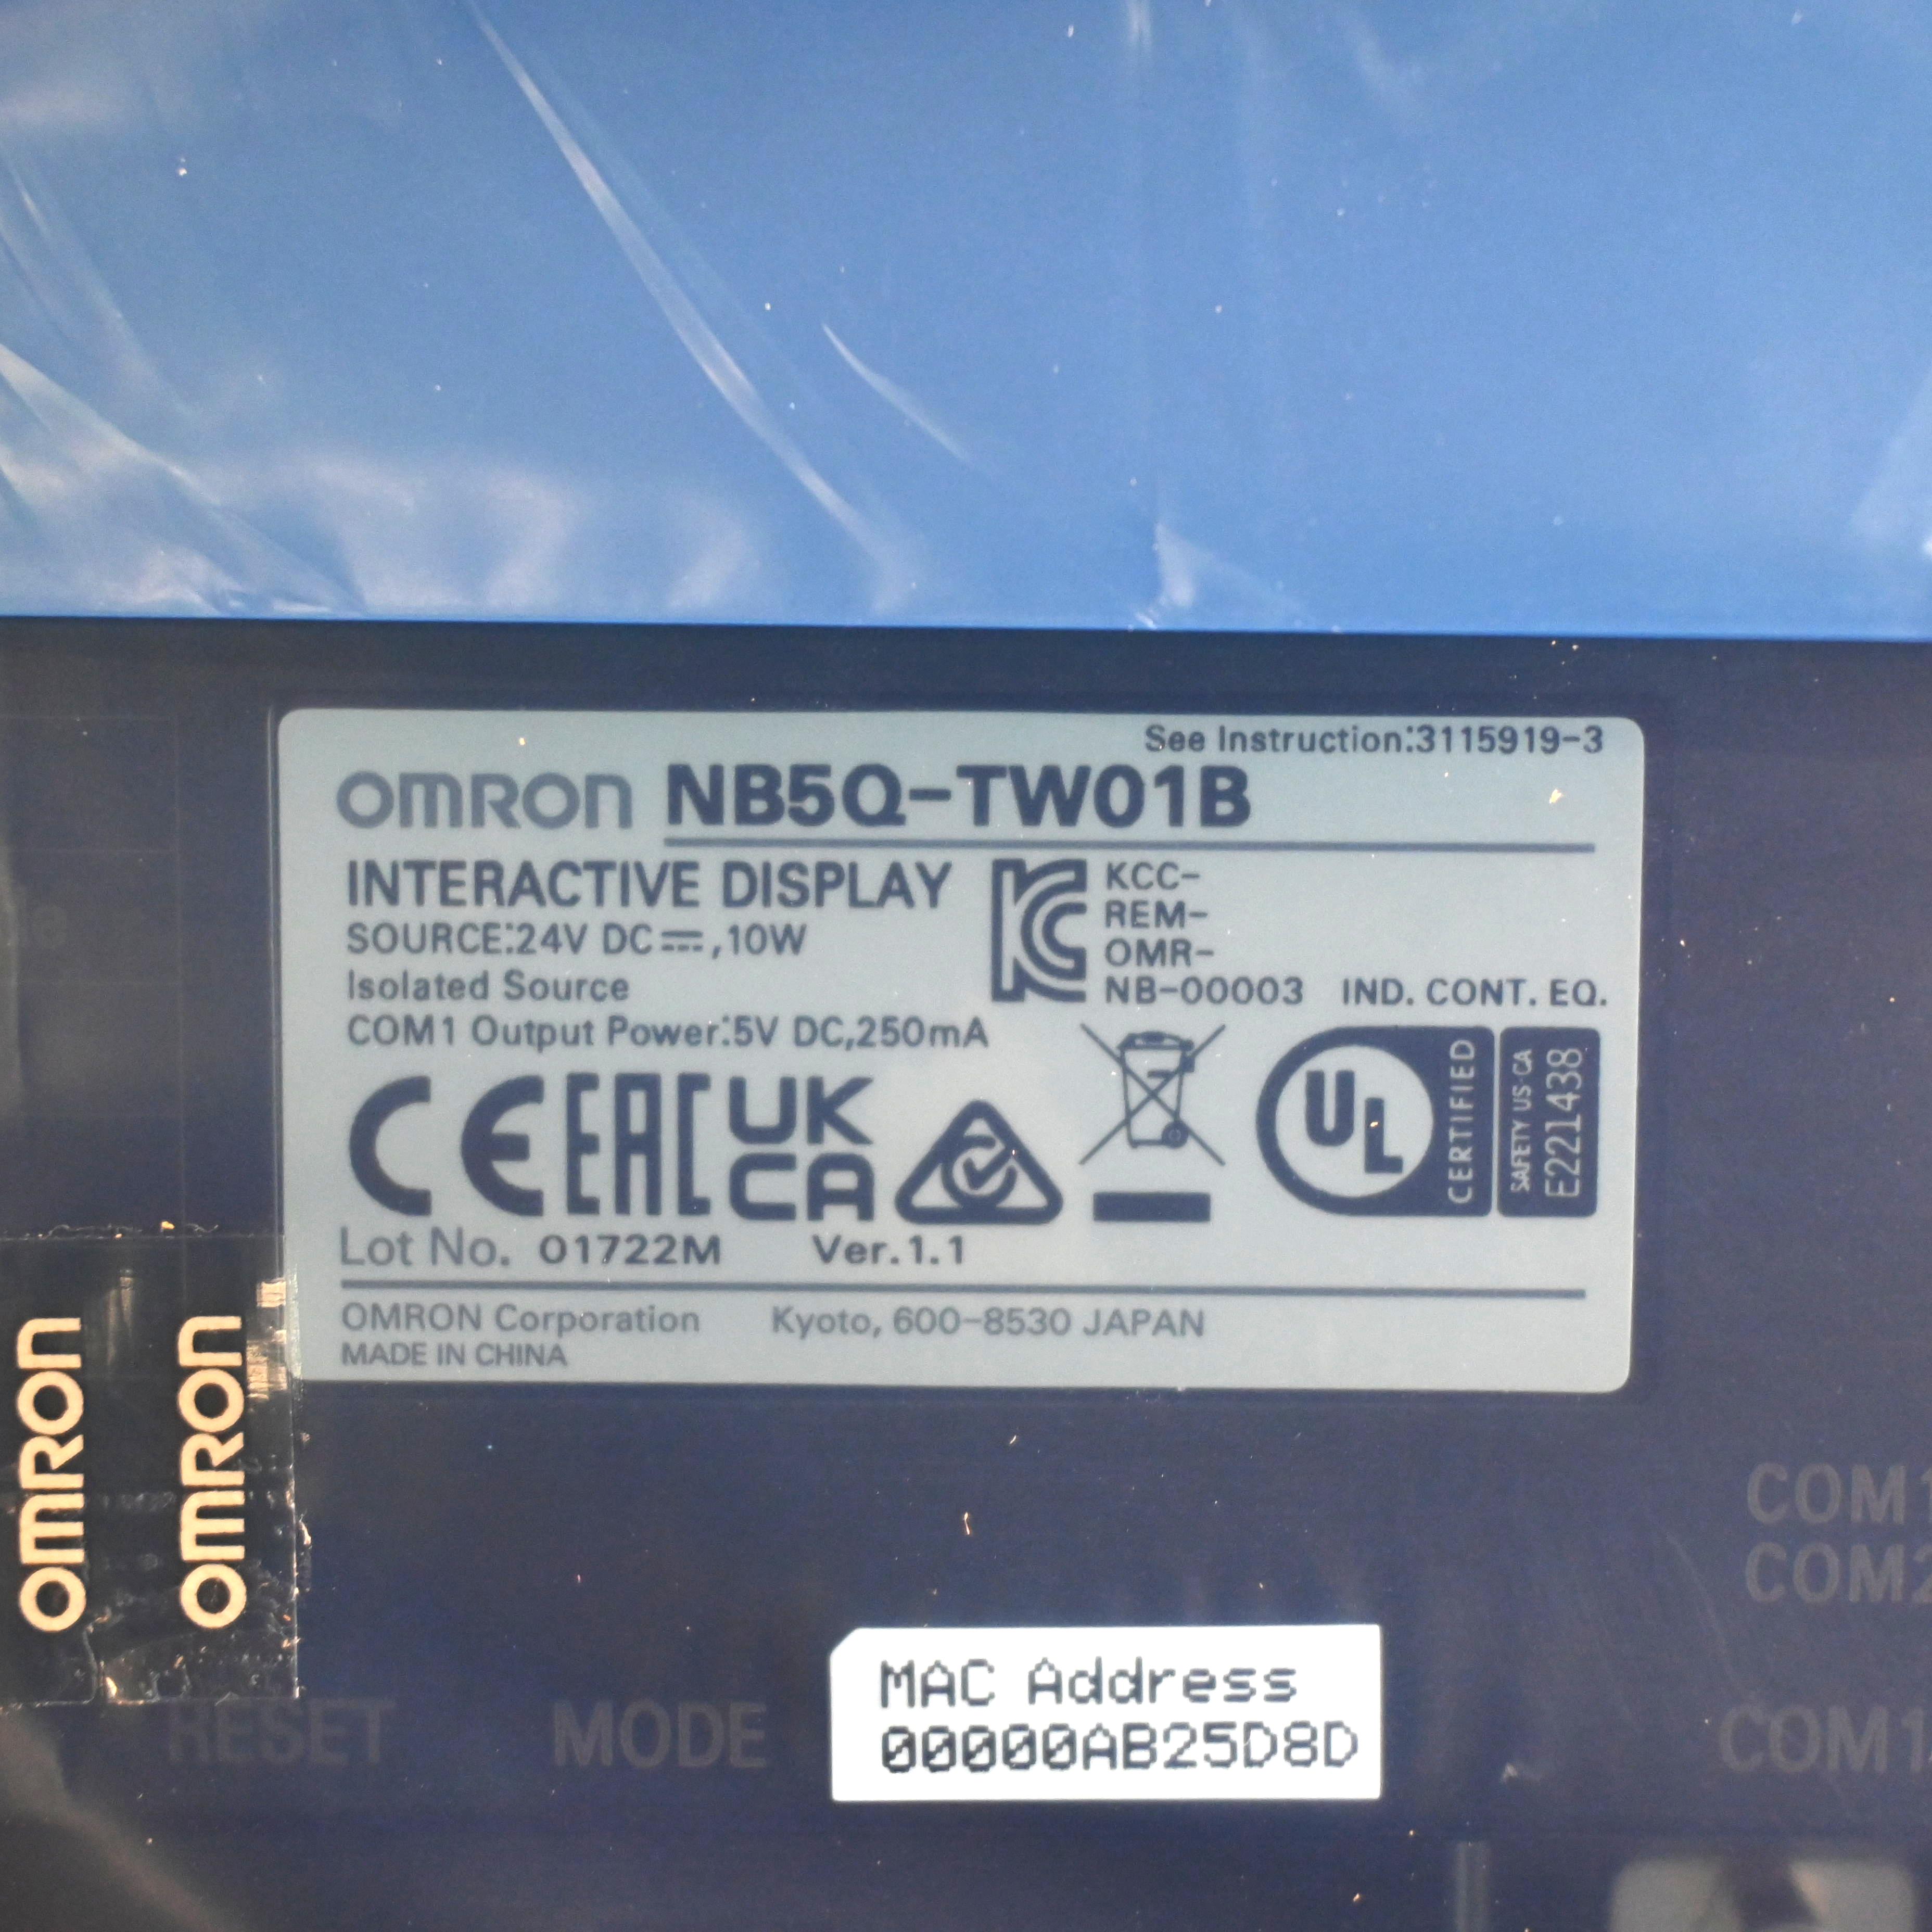 See Instruction:3115919-3
OMRON NB5Q-TW01B
INTERACTIVE DISPLAY
SOURCE:24V DC⎓,10W
Isolated Source
COM1 Output Power:5V DC,250mA
KCC-
REM-
OMR-
NB-00003
IND. CONT. EQ.
CE EAC UK
CA
UL
CERTIFIED
SAFETY US·CA
E221438
Lot No. 01722M Ver.1.1
OMRON Corporation Kyoto, 600-8530 JAPAN
MADE IN CHINA
OMRON
OMRON
COM1
COM2
RESET
MODE
MAC Address
00000AB25D8D
COM1